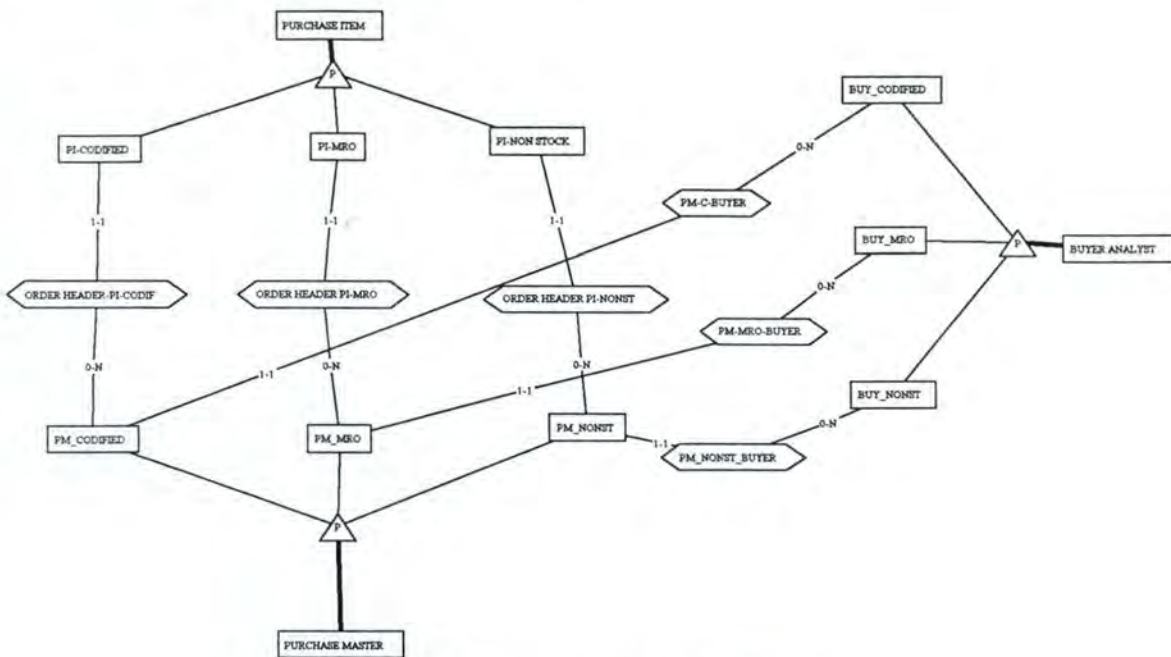 PURCHASE ITEM
P
BUY_CODIFIED
PI-CODIFIED
PI-MRO
PI-NON STOCK
0-N
PM-C-BUYER
1-1
1-1
1-1
BUY_MRO
P
BUYER ANALYST
ORDER HEADER-PI-CODIF
ORDER HEADER PI-MRO
ORDER HEADER PI-NONST
0-N
PM-MRO-BUYER
0-N
0-N
0-N
1-1
1-1
BUY_NONST
PM_CODIFIED
PM_MRO
PM_NONST
0-N
1-1
PM_NONST_BUYER
P
PURCHASE MASTER